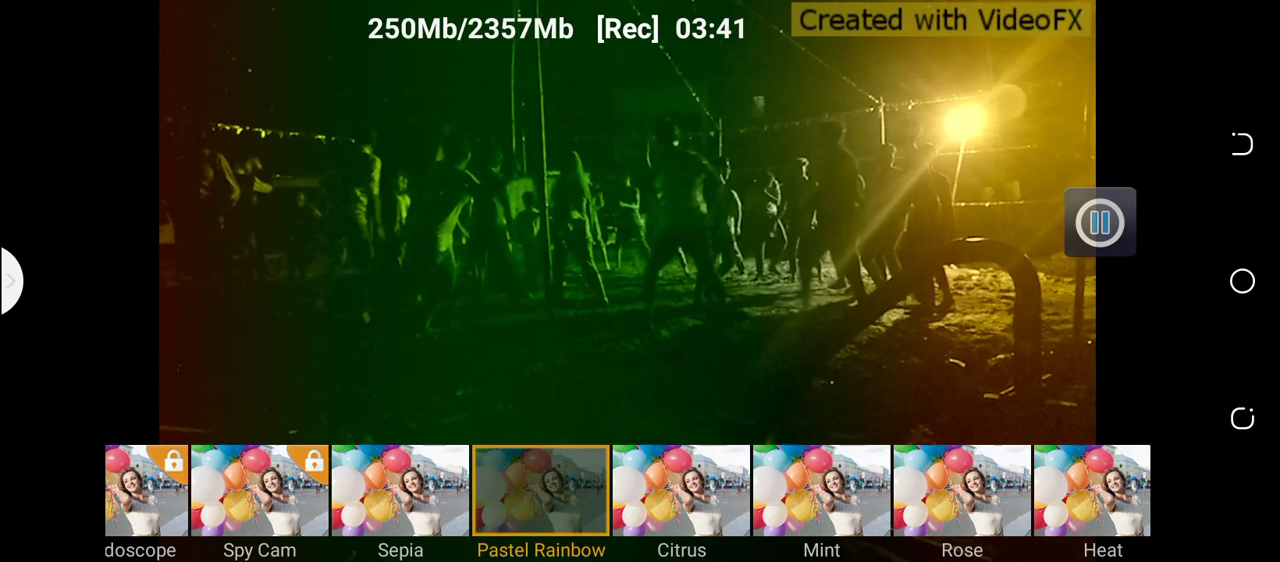 250Mb/2357Mb [Rec] 03:41
Created with VideoFX
doscope
Spy Cam
Sepia
Pastel Rainbow
Citrus
Mint
Rose
Heat